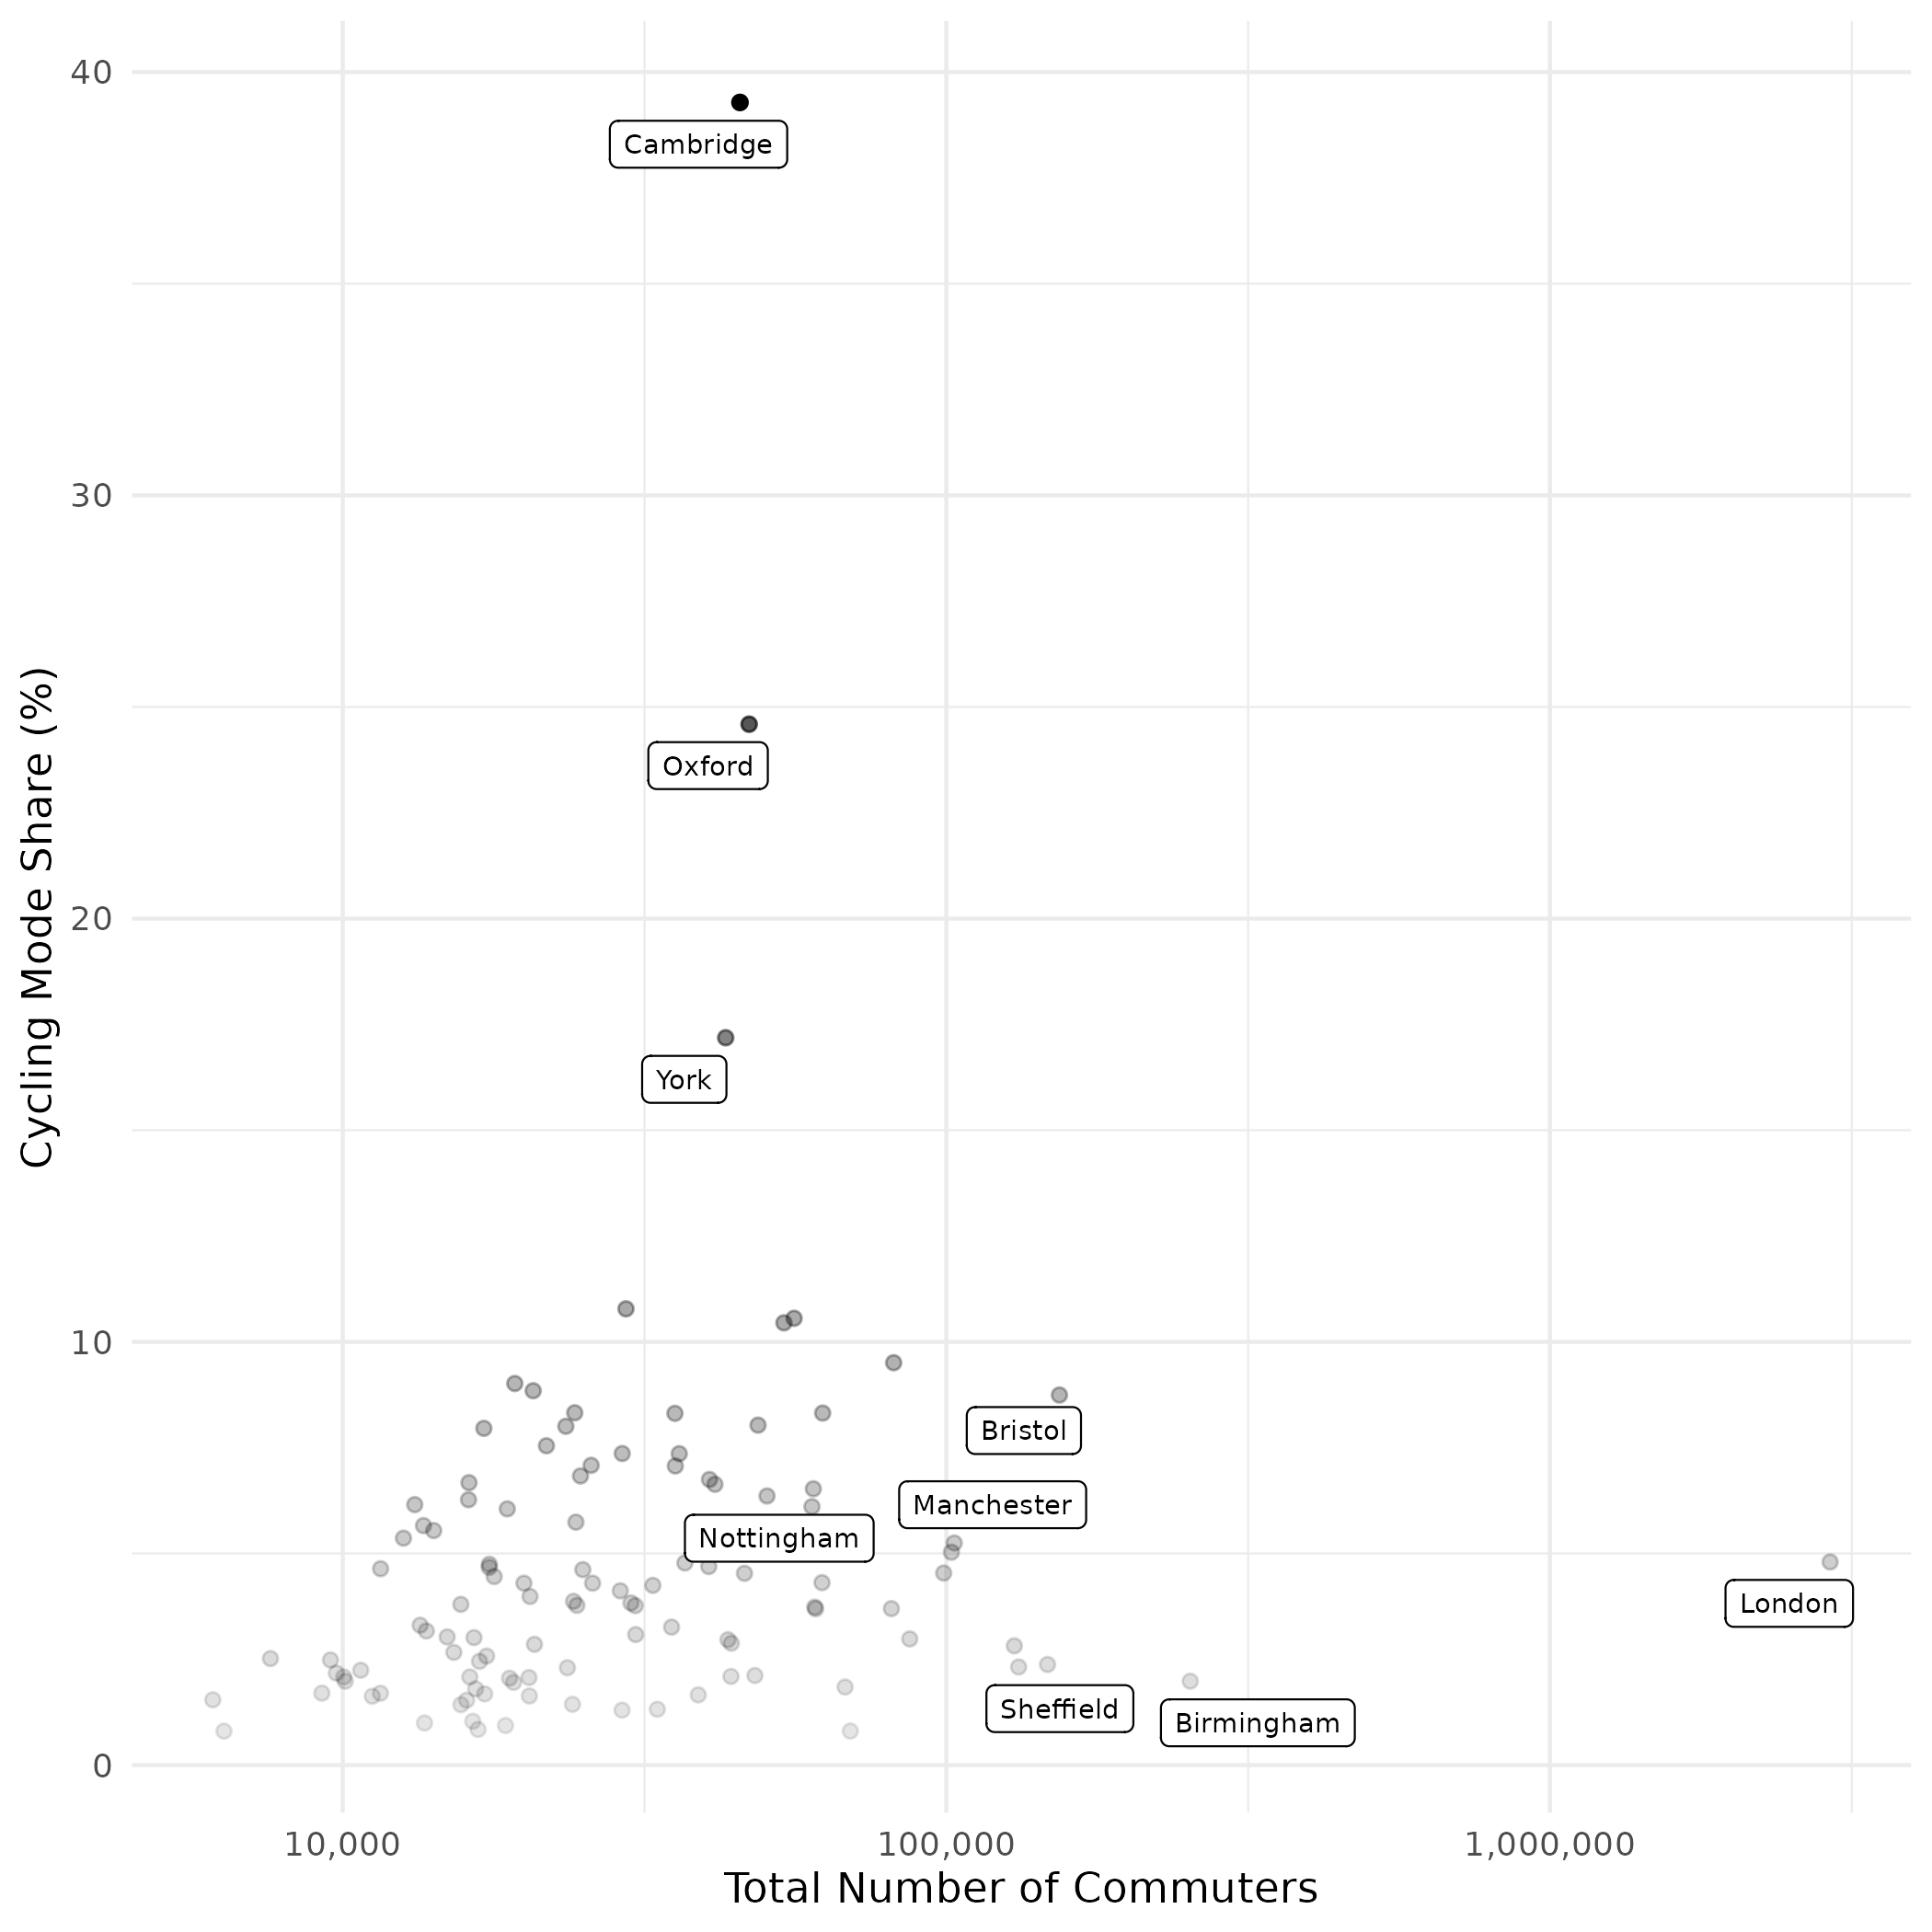 40
Cambridge
30
Cycling Mode Share (%)
Oxford
20
York
10
Bristol
Manchester
Nottingham
London
Sheffield
Birmingham
0
10,000
100,000
1,000,000
Total Number of Commuters